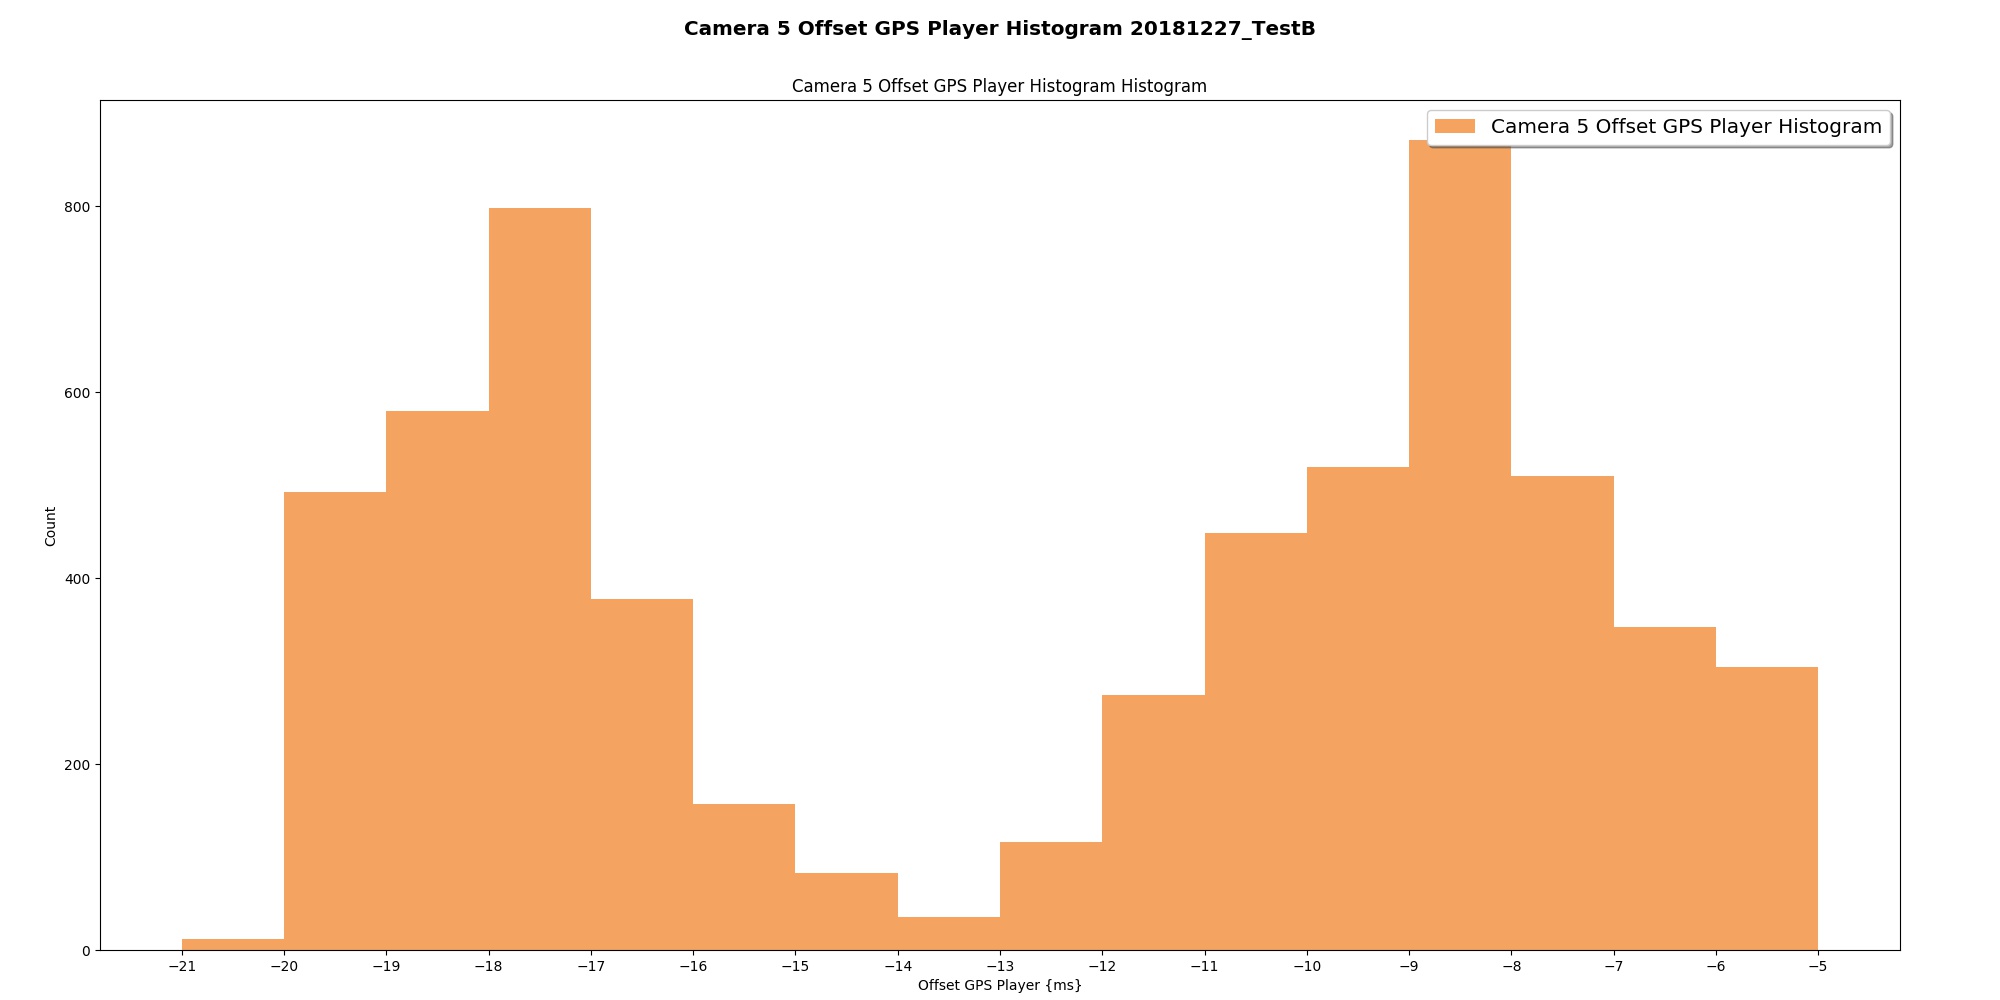 Camera 5 Offset GPS Player Histogram 20181227_TestB
Camera 5 Offset GPS Player Histogram Histogram
Camera 5 Offset GPS Player Histogram
800
600
400
200
0
Count
−21 −20 −19 −18 −17 −16 −15 −14 −13 −12 −11 −10 −9 −8 −7 −6 −5
Offset GPS Player {ms}